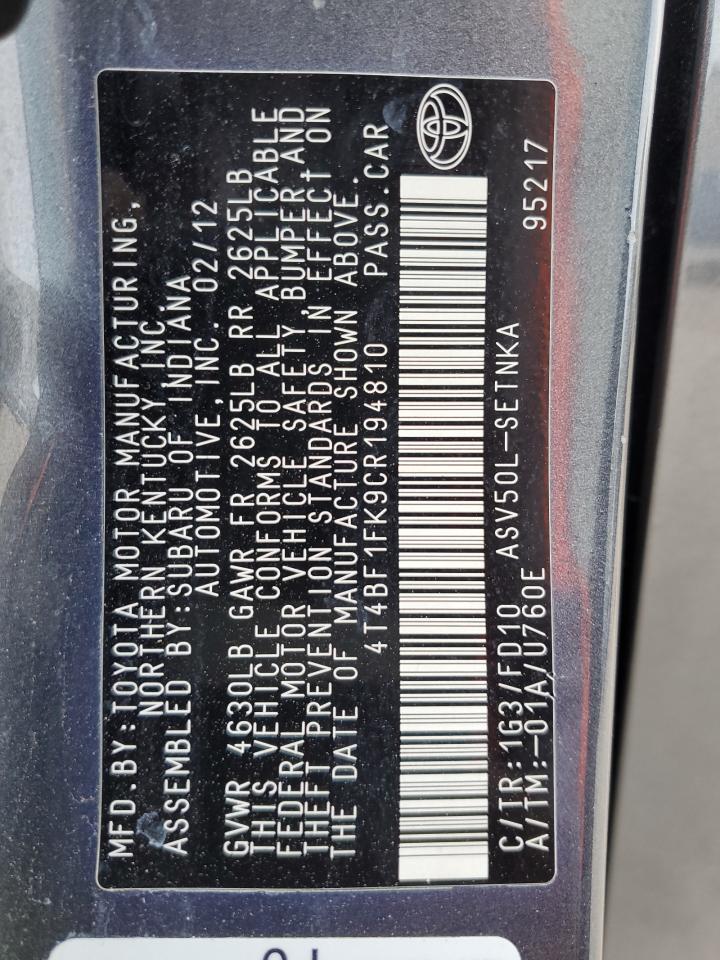 MFD.BY:TOYOTA MOTOR MANUFACTURING,
NORTHERN KENTUCKY,INC.
ASSEMBLED BY:SUBARU OF INDIANA
AUTOMOTIVE,INC. 02/12
GVWR 4630LB GAWR FR 2625LB RR 2625LB
THIS VEHICLE CONFORMS TO ALL APPLICABLE
FEDERAL MOTOR VEHICLE SAFETY,BUMPER,AND
THEFT PREVENTION STANDARDS IN EFFECT ON
THE DATE OF MANUFACTURE SHOWN ABOVE.
4T4BF1FK9CR194810 PASS.CAR
C/TR:1G3/FD10 ASV50L-SETNKA
A/TM:-01A/U760E 95217